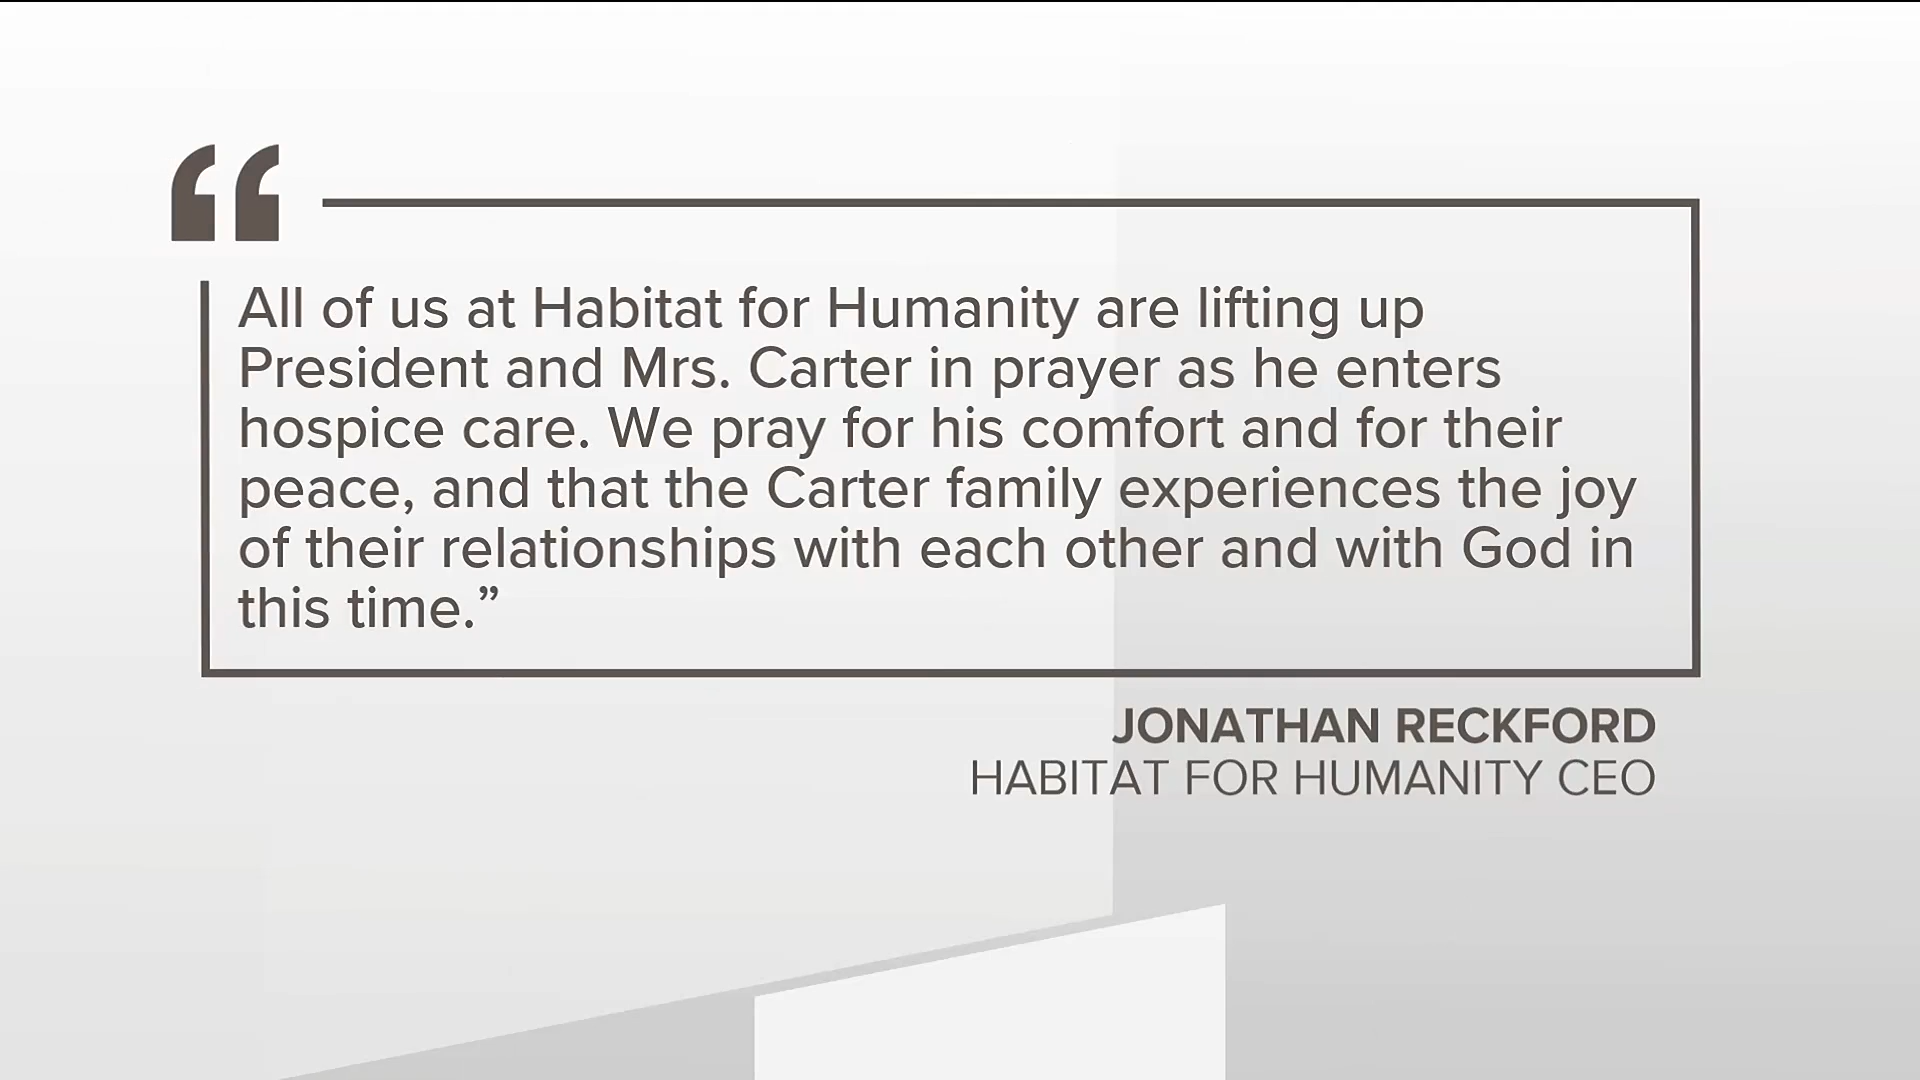 “
All of us at Habitat for Humanity are lifting up
President and Mrs. Carter in prayer as he enters
hospice care. We pray for his comfort and for their
peace, and that the Carter family experiences the joy
of their relationships with each other and with God in
this time.”
JONATHAN RECKFORD
HABITAT FOR HUMANITY CEO